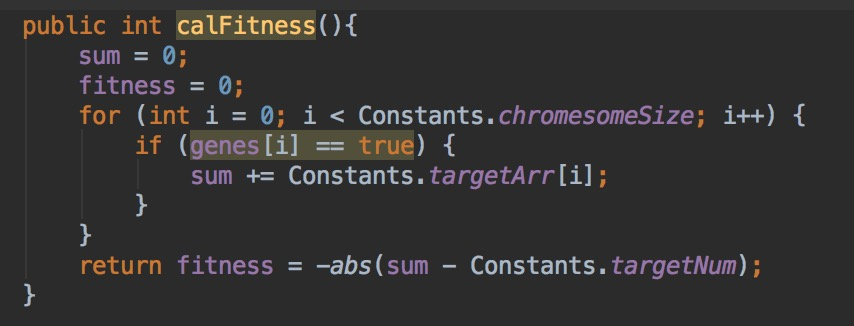 public int calFitness(){
    sum = 0;
    fitness = 0;
    for (int i = 0; i < Constants.chromesomeSize; i++) {
        if (genes[i] == true) {
            sum += Constants.targetArr[i];
        }
    }
    return fitness = -abs(sum - Constants.targetNum);
}